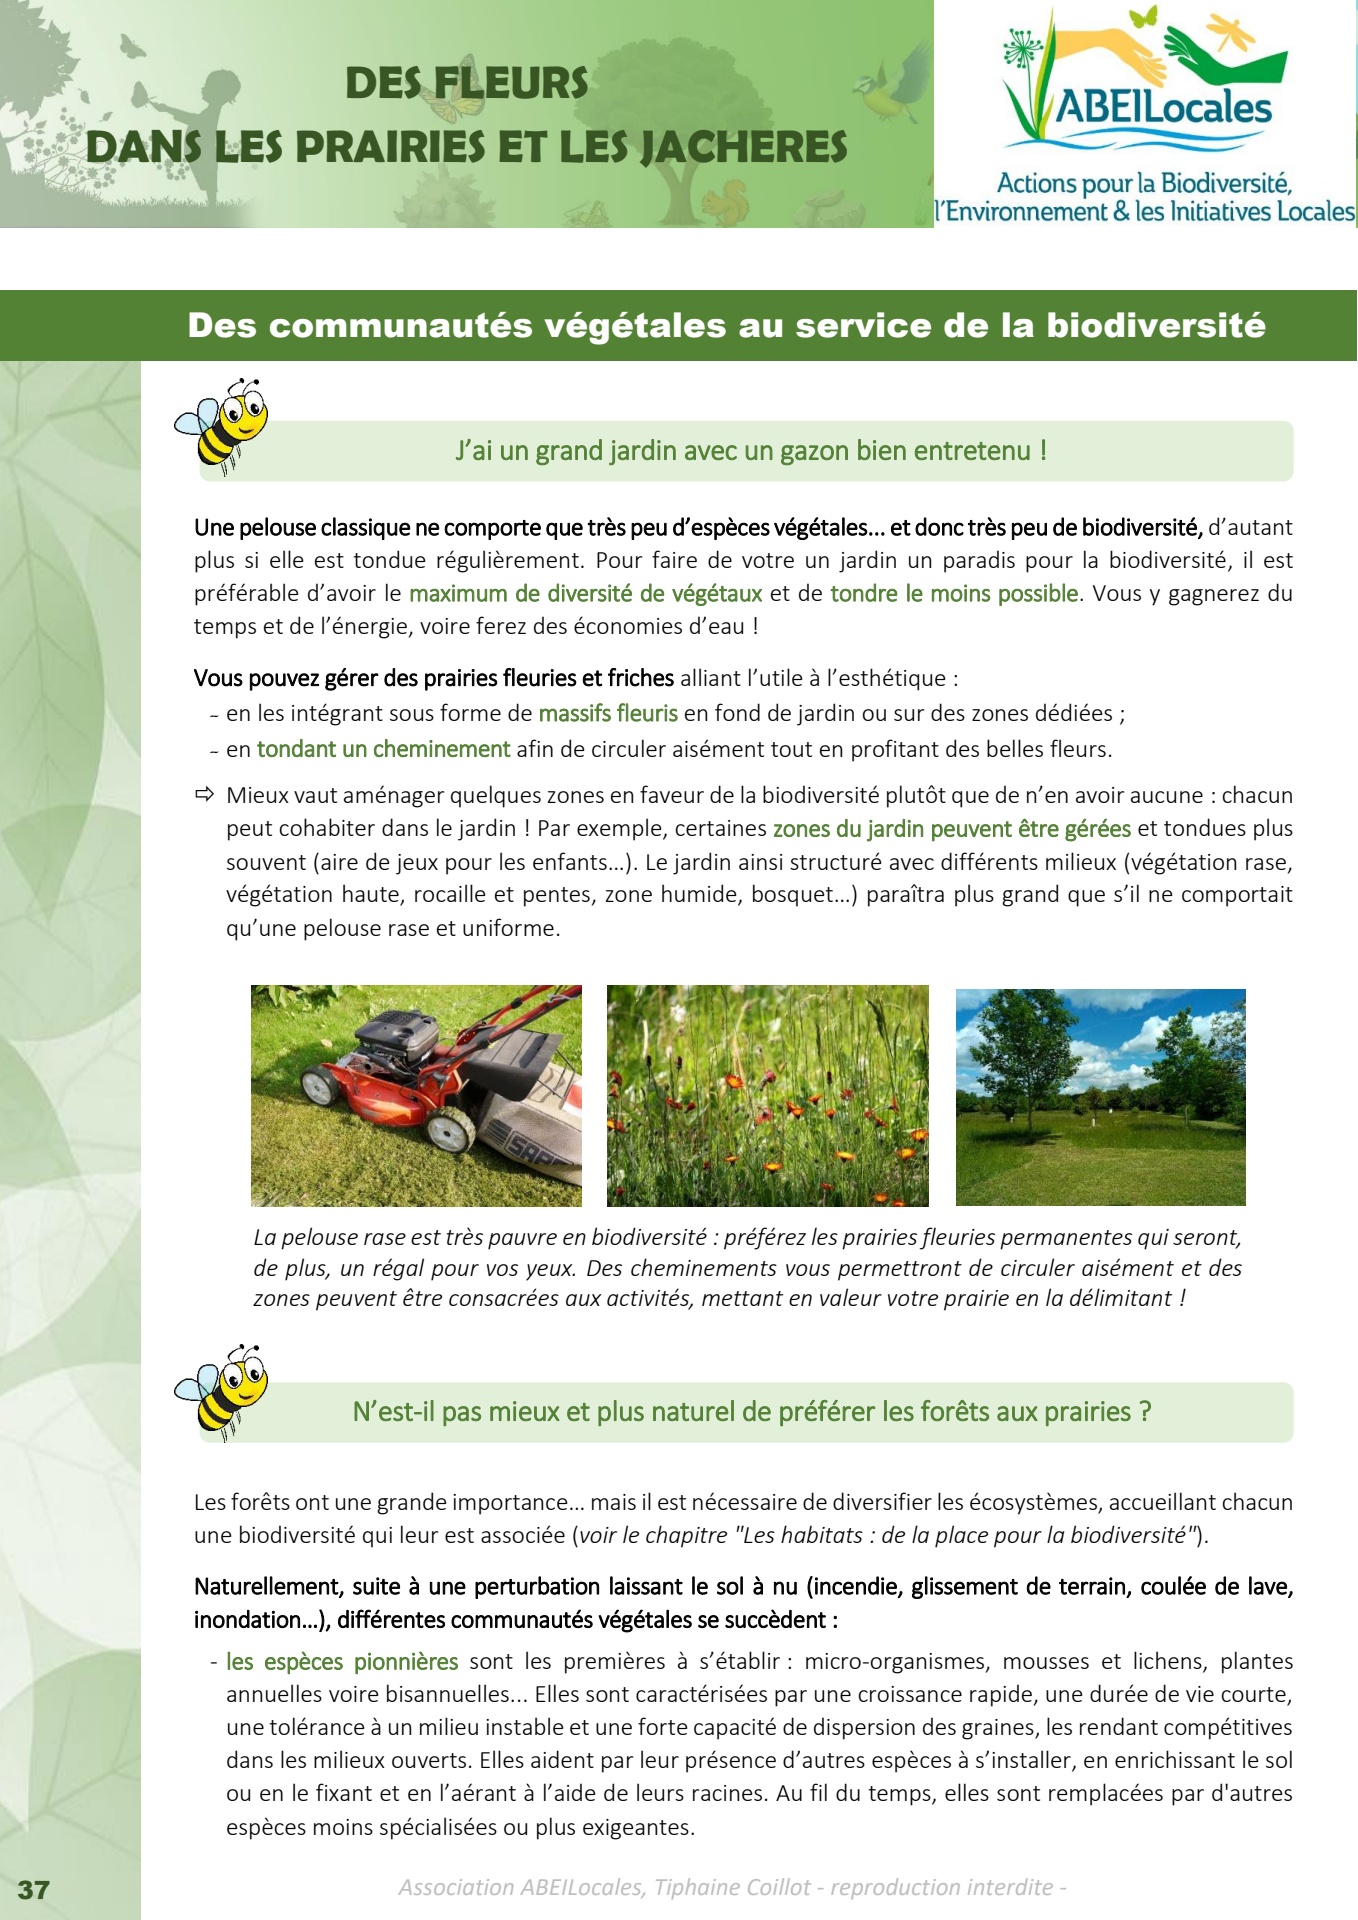 DES FLEURS
DANS LES PRAIRIES ET LES JACHERES
ABEILocales
Actions pour la Biodiversité,
l’Environnement & les Initiatives Locales
Des communautés végétales au service de la biodiversité
J’ai un grand jardin avec un gazon bien entretenu !
Une pelouse classique ne comporte que très peu d’espèces végétales... et donc très peu de biodiversité, d’autant
plus si elle est tondue régulièrement. Pour faire de votre un jardin un paradis pour la biodiversité, il est
préférable d’avoir le maximum de diversité de végétaux et de tondre le moins possible. Vous y gagnerez du
temps et de l’énergie, voire ferez des économies d’eau !
Vous pouvez gérer des prairies fleuries et friches alliant l’utile à l’esthétique :
- en les intégrant sous forme de massifs fleuris en fond de jardin ou sur des zones dédiées ;
- en tondant un cheminement afin de circuler aisément tout en profitant des belles fleurs.
⇨ Mieux vaut aménager quelques zones en faveur de la biodiversité plutôt que de n’en avoir aucune : chacun
peut cohabiter dans le jardin ! Par exemple, certaines zones du jardin peuvent être gérées et tondues plus
souvent (aire de jeux pour les enfants...). Le jardin ainsi structuré avec différents milieux (végétation rase,
végétation haute, rocaille et pentes, zone humide, bosquet...) paraîtra plus grand que s’il ne comportait
qu’une pelouse rase et uniforme.
La pelouse rase est très pauvre en biodiversité : préférez les prairies fleuries permanentes qui seront,
de plus, un régal pour vos yeux. Des cheminements vous permettront de circuler aisément et des
zones peuvent être consacrées aux activités, mettant en valeur votre prairie en la délimitant !
N’est-il pas mieux et plus naturel de préférer les forêts aux prairies ?
Les forêts ont une grande importance... mais il est nécessaire de diversifier les écosystèmes, accueillant chacun
une biodiversité qui leur est associée (voir le chapitre "Les habitats : de la place pour la biodiversité").
Naturellement, suite à une perturbation laissant le sol à nu (incendie, glissement de terrain, coulée de lave,
inondation...), différentes communautés végétales se succèdent :
- les espèces pionnières sont les premières à s’établir : micro-organismes, mousses et lichens, plantes
annuelles voire bisannuelles... Elles sont caractérisées par une croissance rapide, une durée de vie courte,
une tolérance à un milieu instable et une forte capacité de dispersion des graines, les rendant compétitives
dans les milieux ouverts. Elles aident par leur présence d’autres espèces à s’installer, en enrichissant le sol
ou en le fixant et en l’aérant à l’aide de leurs racines. Au fil du temps, elles sont remplacées par d'autres
espèces moins spécialisées ou plus exigeantes.
37
Association ABEILocales, Tiphaine Coillot - reproduction interdite -